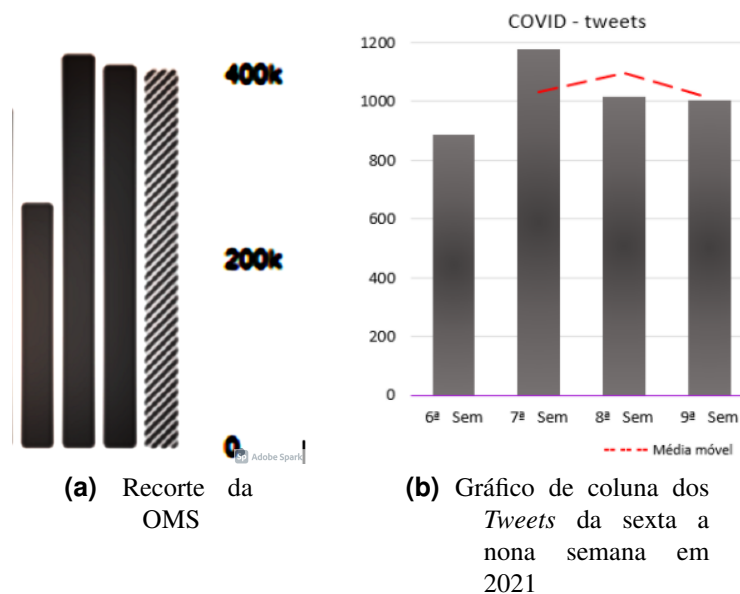 400k
200k
0
Sp Adobe Spark
(a) Recorte da
OMS
COVID - tweets
1200
1000
800
600
400
200
0
6ª Sem 7ª Sem 8ª Sem 9ª Sem
Média móvel
(b) Gráfico de coluna dos
Tweets da sexta a
nona semana em
2021